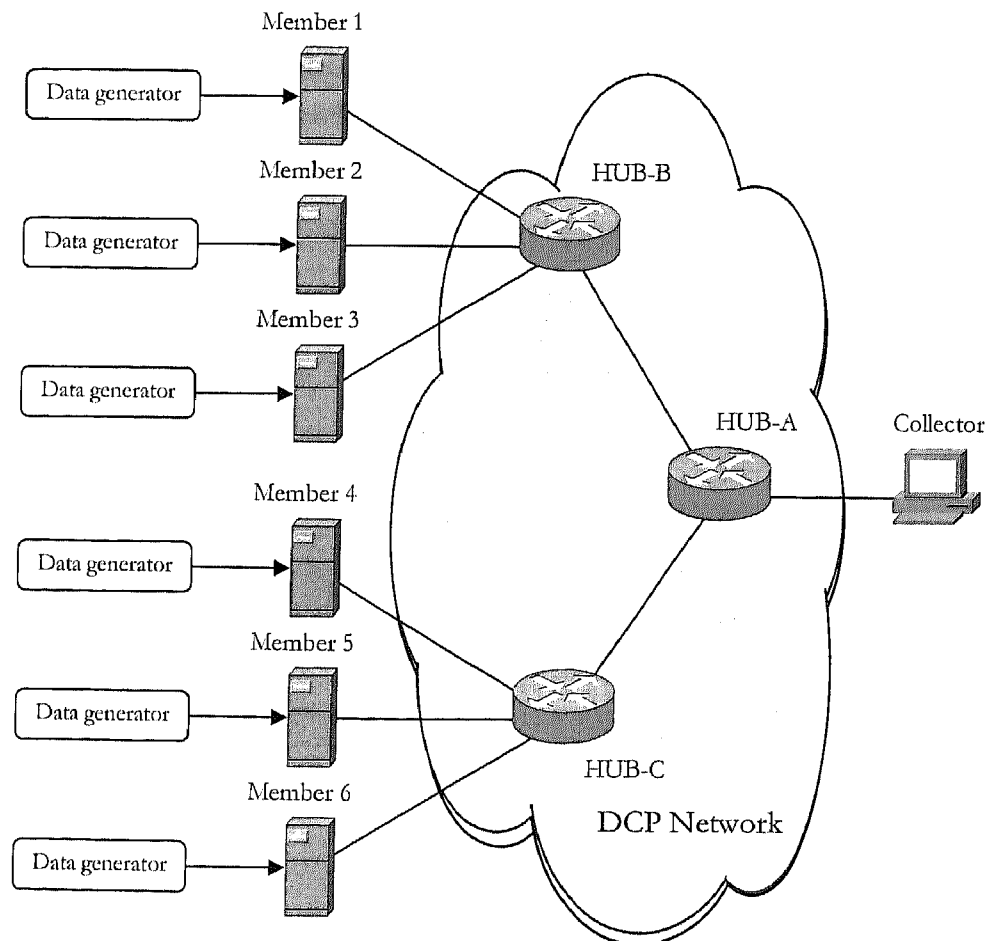 Member 1
Data generator
HUB-B
Member 2
Data generator
Member 3
Data generator
HUB-A
Collector
Member 4
Data generator
Member 5
Data generator
HUB-C
Member 6
DCP Network
Data generator